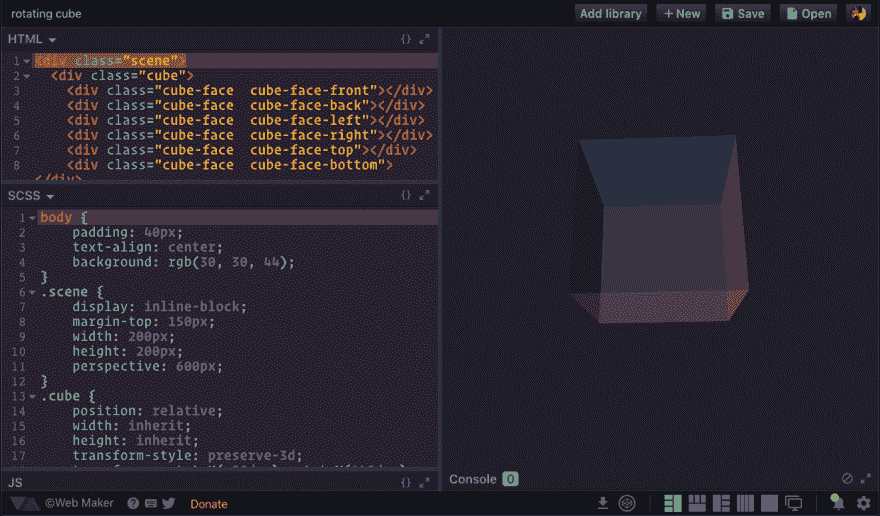 rotating cube
Add library + New Save Open
HTML {}
1 <div class="scene">
2 <div class="cube">
3 <div class="cube-face  cube-face-front"></div>
4 <div class="cube-face  cube-face-back"></div>
5 <div class="cube-face  cube-face-left"></div>
6 <div class="cube-face  cube-face-right"></div>
7 <div class="cube-face  cube-face-top"></div>
8 <div class="cube-face  cube-face-bottom">
</div>
SCSS {}
1 body {
2 padding: 40px;
3 text-align: center;
4 background: rgb(30, 30, 44);
5 }
6 .scene {
7 display: inline-block;
8 margin-top: 150px;
9 width: 200px;
10 height: 200px;
11 perspective: 600px;
12 }
13 .cube {
14 position: relative;
15 width: inherit;
16 height: inherit;
17 transform-style: preserve-3d;
JS {}
Console 0
©Web Maker ? Donate